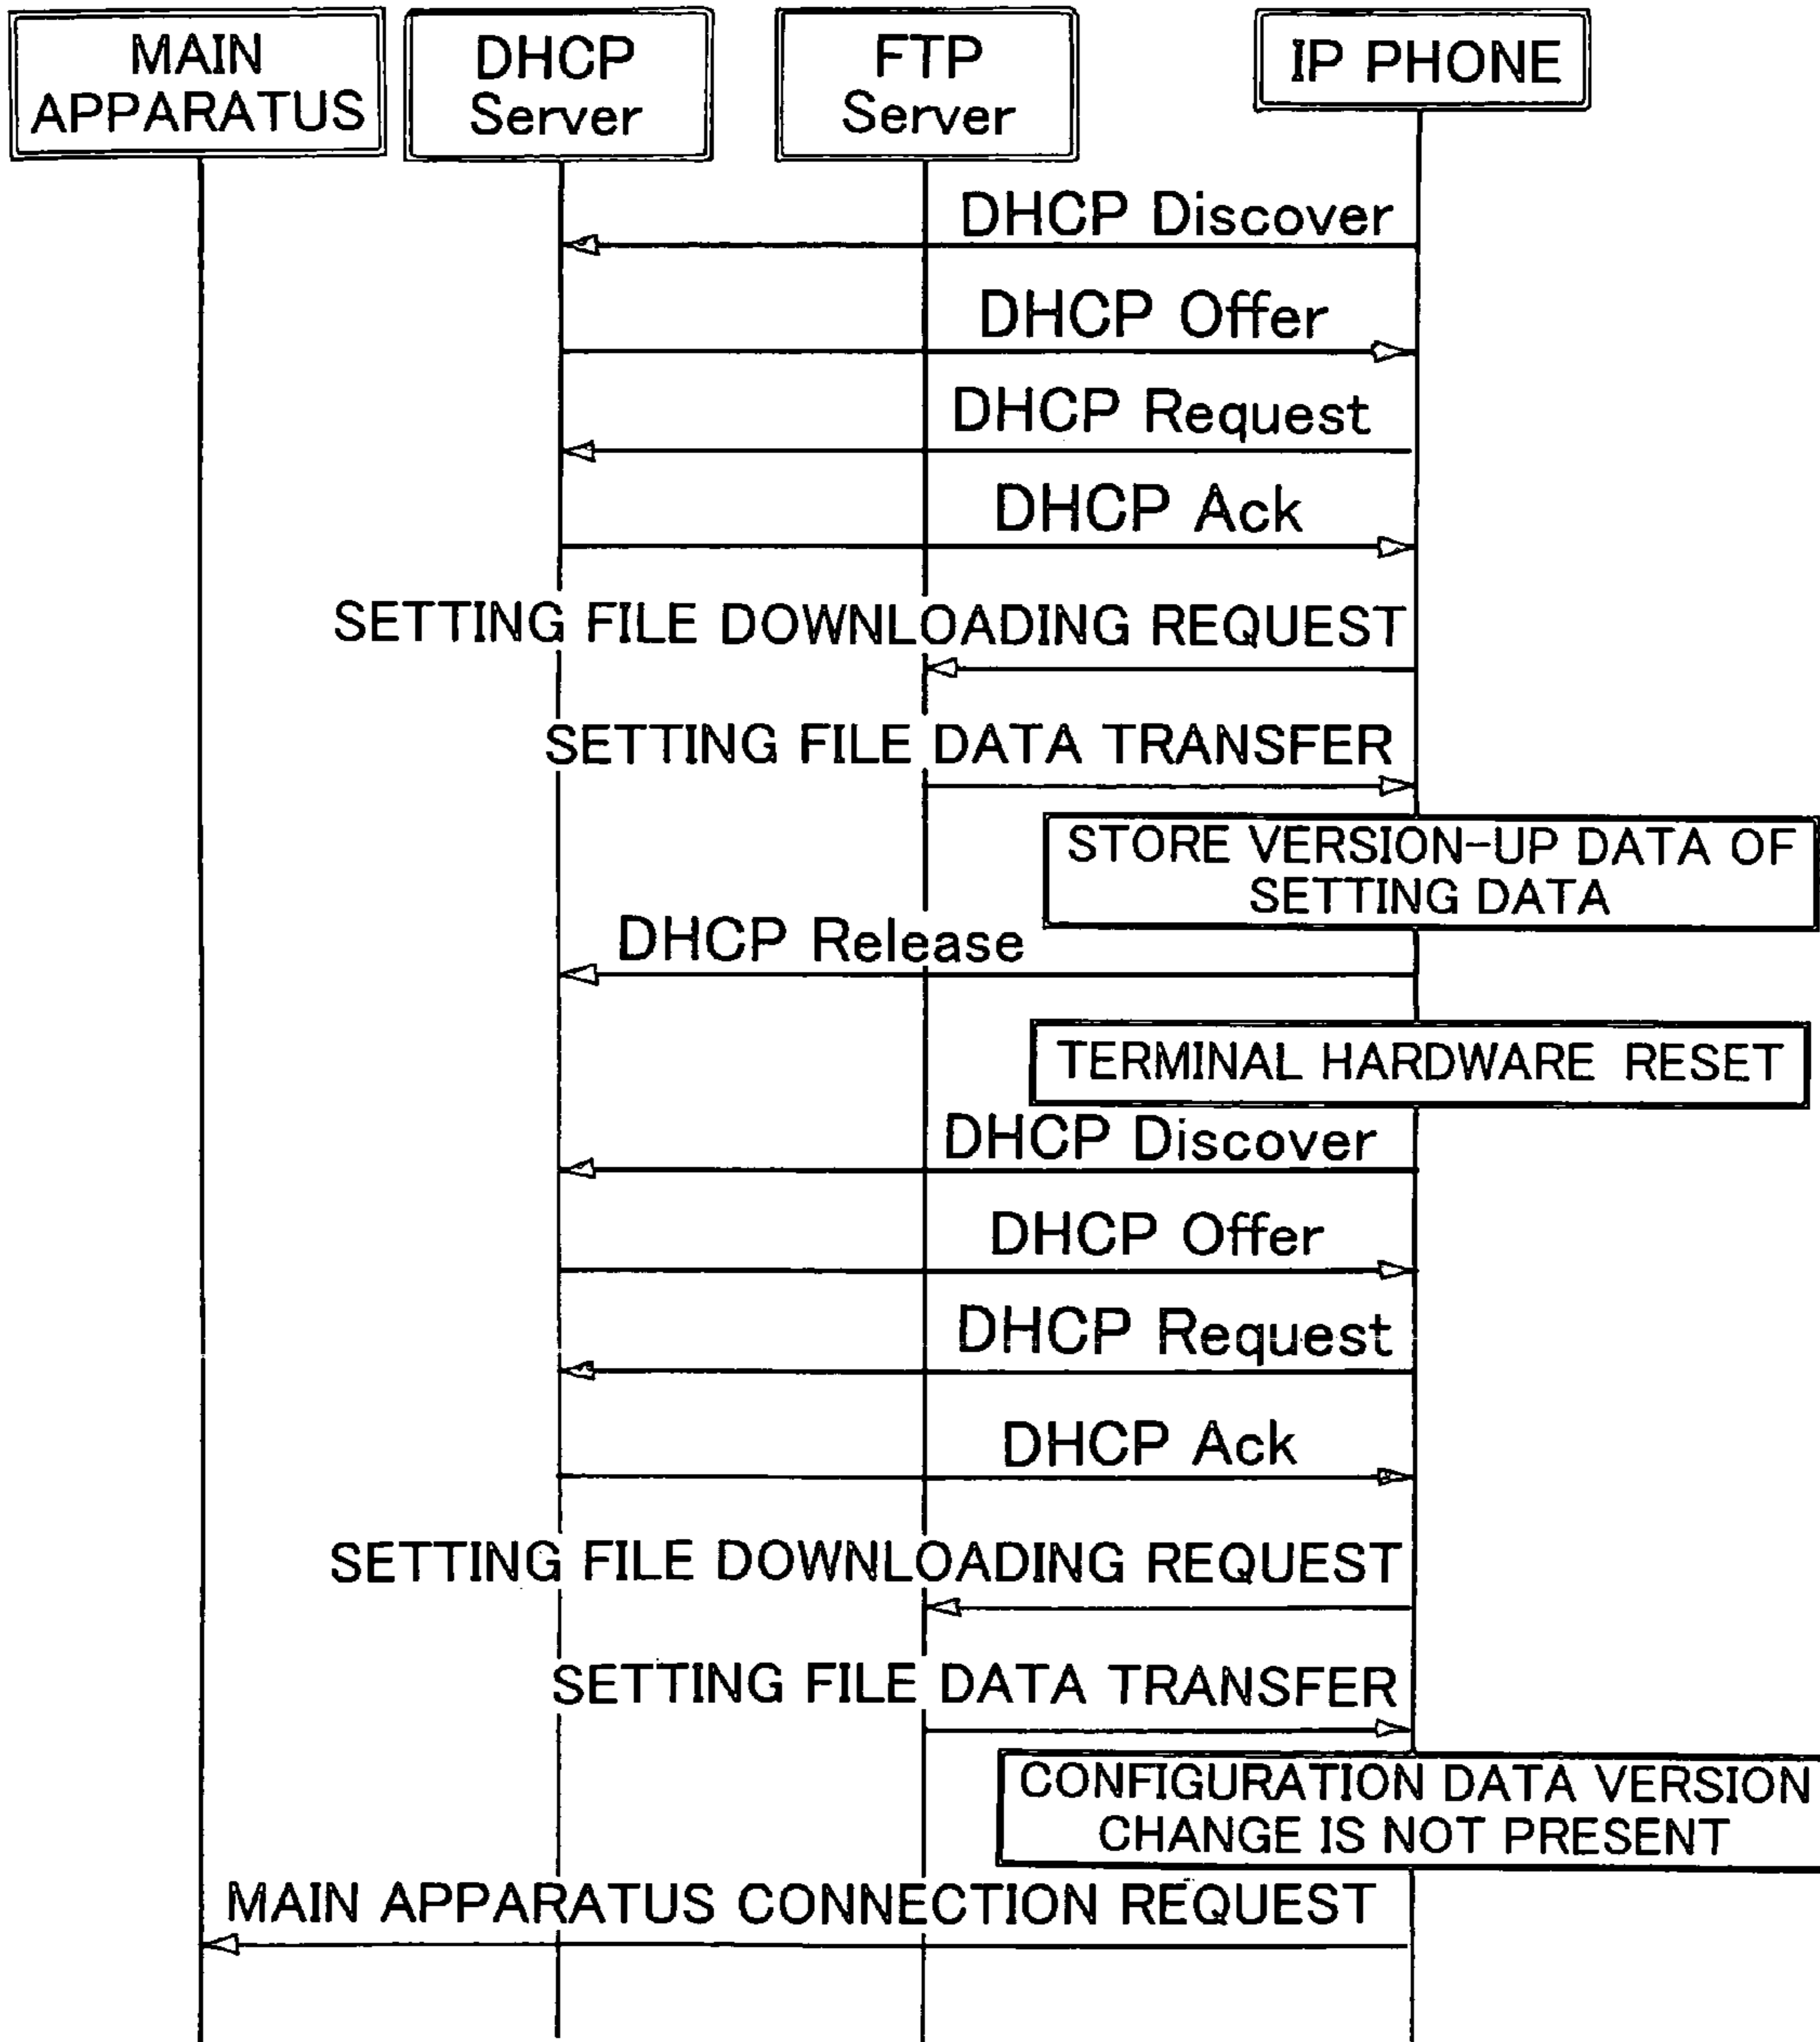 MAIN
APPARATUS
DHCP
Server
FTP
Server
IP PHONE
DHCP Discover
DHCP Offer
DHCP Request
DHCP Ack
SETTING FILE DOWNLOADING REQUEST
SETTING FILE DATA TRANSFER
STORE VERSION-UP DATA OF
SETTING DATA
DHCP Release
TERMINAL HARDWARE RESET
DHCP Discover
DHCP Offer
DHCP Request
DHCP Ack
SETTING FILE DOWNLOADING REQUEST
SETTING FILE DATA TRANSFER
CONFIGURATION DATA VERSION
CHANGE IS NOT PRESENT
MAIN APPARATUS CONNECTION REQUEST